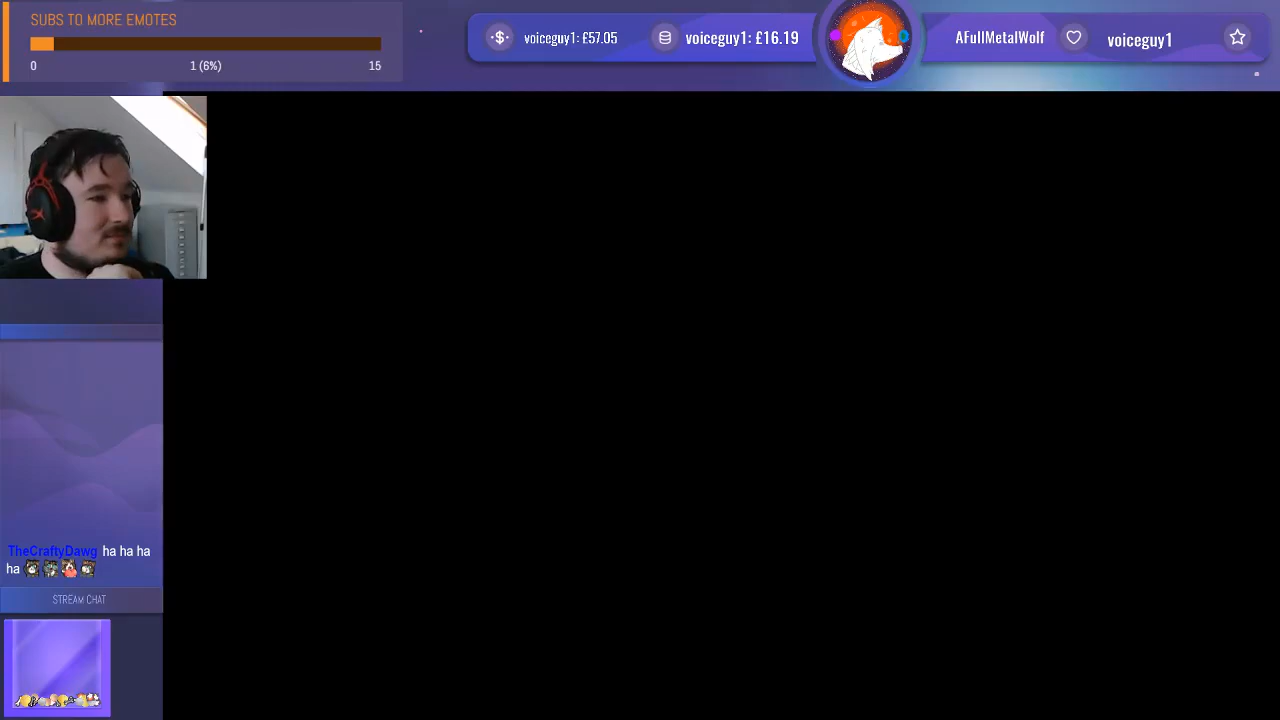 SUBS TO MORE EMOTES
0 1 (6%) 15
voiceguy1: £57.05 voiceguy1: £16.19 AFullMetalWolf voiceguy1
TheCraftyDawg ha ha ha
ha
STREAM CHAT